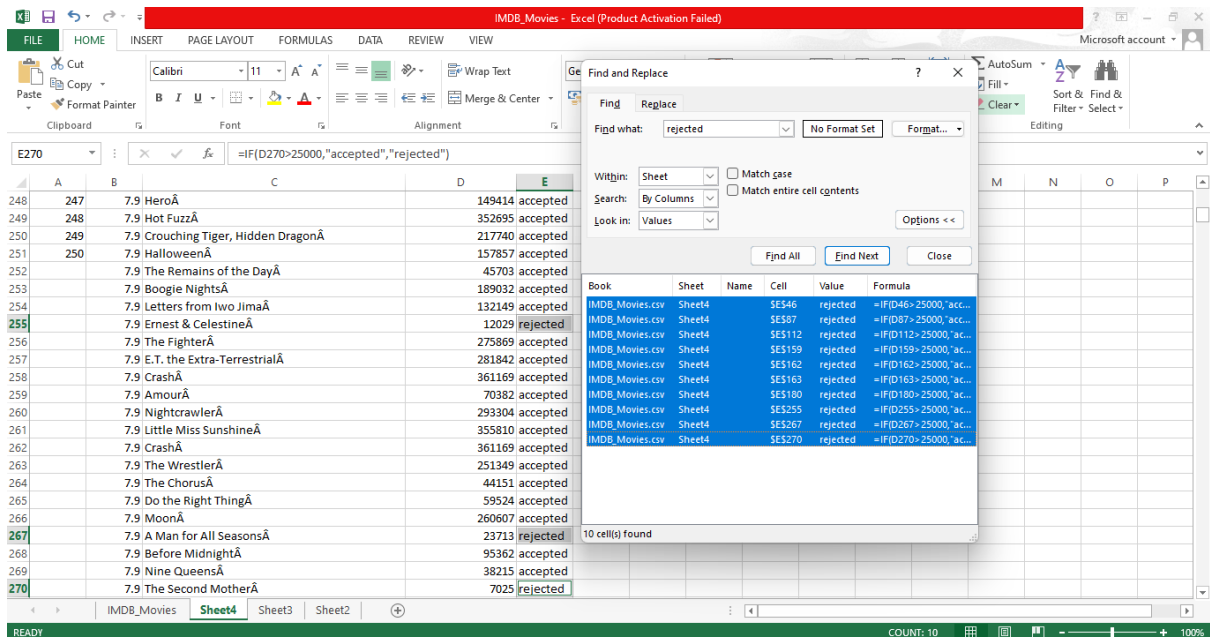 IMDB_Movies - Excel (Product Activation Failed)
FILE HOME INSERT PAGE LAYOUT FORMULAS DATA REVIEW VIEW Microsoft account
Paste
Cut
Copy
Format Painter
Clipboard
Calibri 11
B I U
Font
Wrap Text
Merge & Center
Alignment
Ge
AutoSum
Fill
Clear
Sort & Filter
Find & Select
Editing
E270 fx =IF(D270>25000,"accepted","rejected")
A B C D E M N O P
248 247 7.9 HeroÂ 149414 accepted
249 248 7.9 Hot FuzzÂ 352695 accepted
250 249 7.9 Crouching Tiger, Hidden DragonÂ 217740 accepted
251 250 7.9 HalloweenÂ 157857 accepted
252 7.9 The Remains of the DayÂ 45703 accepted
253 7.9 Boogie NightsÂ 189032 accepted
254 7.9 Letters from Iwo JimaÂ 132149 accepted
255 7.9 Ernest & CelestineÂ 12029 rejected
256 7.9 The FighterÂ 275869 accepted
257 7.9 E.T. the Extra-TerrestrialÂ 281842 accepted
258 7.9 CrashÂ 361169 accepted
259 7.9 AmourÂ 70382 accepted
260 7.9 NightcrawlerÂ 293304 accepted
261 7.9 Little Miss SunshineÂ 355810 accepted
262 7.9 CrashÂ 361169 accepted
263 7.9 The WrestlerÂ 251349 accepted
264 7.9 The ChorusÂ 44151 accepted
265 7.9 Do the Right ThingÂ 59524 accepted
266 7.9 MoonÂ 260607 accepted
267 7.9 A Man for All SeasonsÂ 23713 rejected
268 7.9 Before MidnightÂ 95362 accepted
269 7.9 Nine QueensÂ 38215 accepted
270 7.9 The Second MotherÂ 7025 rejected
Find and Replace ?
Find Replace
Find what: rejected No Format Set Format...
Within: Sheet Match case
Search: By Columns Match entire cell contents
Look in: Values Options <<
Find All Find Next Close
Book Sheet Name Cell Value Formula
IMDB_Movies.csv Sheet4 $E$46 rejected =IF(D46>25000,"acc...
IMDB_Movies.csv Sheet4 $E$87 rejected =IF(D87>25000,"acc...
IMDB_Movies.csv Sheet4 $E$112 rejected =IF(D112>25000,"ac...
IMDB_Movies.csv Sheet4 $E$159 rejected =IF(D159>25000,"ac...
IMDB_Movies.csv Sheet4 $E$162 rejected =IF(D162>25000,"ac...
IMDB_Movies.csv Sheet4 $E$163 rejected =IF(D163>25000,"ac...
IMDB_Movies.csv Sheet4 $E$180 rejected =IF(D180>25000,"ac...
IMDB_Movies.csv Sheet4 $E$255 rejected =IF(D255>25000,"ac...
IMDB_Movies.csv Sheet4 $E$267 rejected =IF(D267>25000,"ac...
IMDB_Movies.csv Sheet4 $E$270 rejected =IF(D270>25000,"ac...
10 cell(s) found
IMDB_Movies Sheet4 Sheet3 Sheet2
READY COUNT: 10 100%